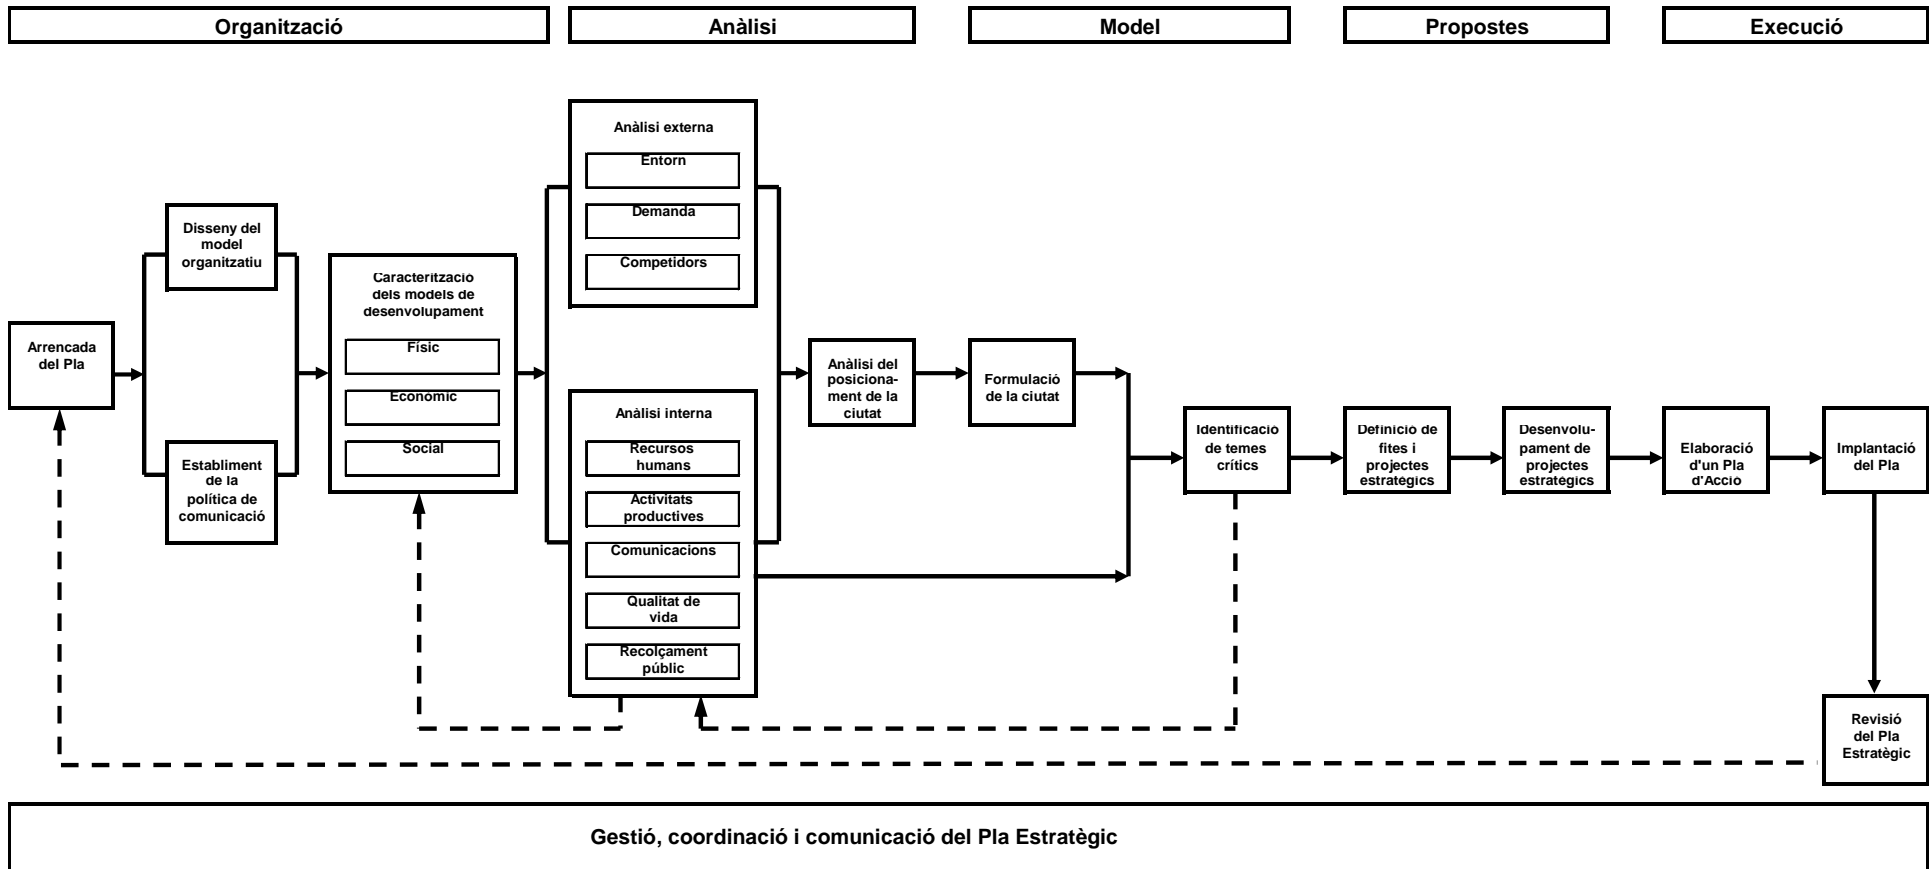 Organització
Anàlisi
Model
Propostes
Execució
Disseny del
model
organitzatiu
Arrencada
del Pla
Establiment
de la
política de
comunicació
Caracterització
dels models de
desenvolupament
Físic
Econòmic
Social
Anàlisi externa
Entorn
Demanda
Competidors
Anàlisi interna
Recursos
humans
Activitats
productives
Comunicacions
Qualitat de
vida
Recolçament
públic
Anàlisi del
posiciona-
ment de la
ciutat
Formulació
de la ciutat
Identificació
de temes
crítics
Definició de
fites i
projectes
estratègics
Desenvolu-
pament de
projectes
estratègics
Elaboració
d'un Pla
d'Acció
Implantació
del Pla
Revisió
del Pla
Estratègic
Gestió, coordinació i comunicació del Pla Estratègic